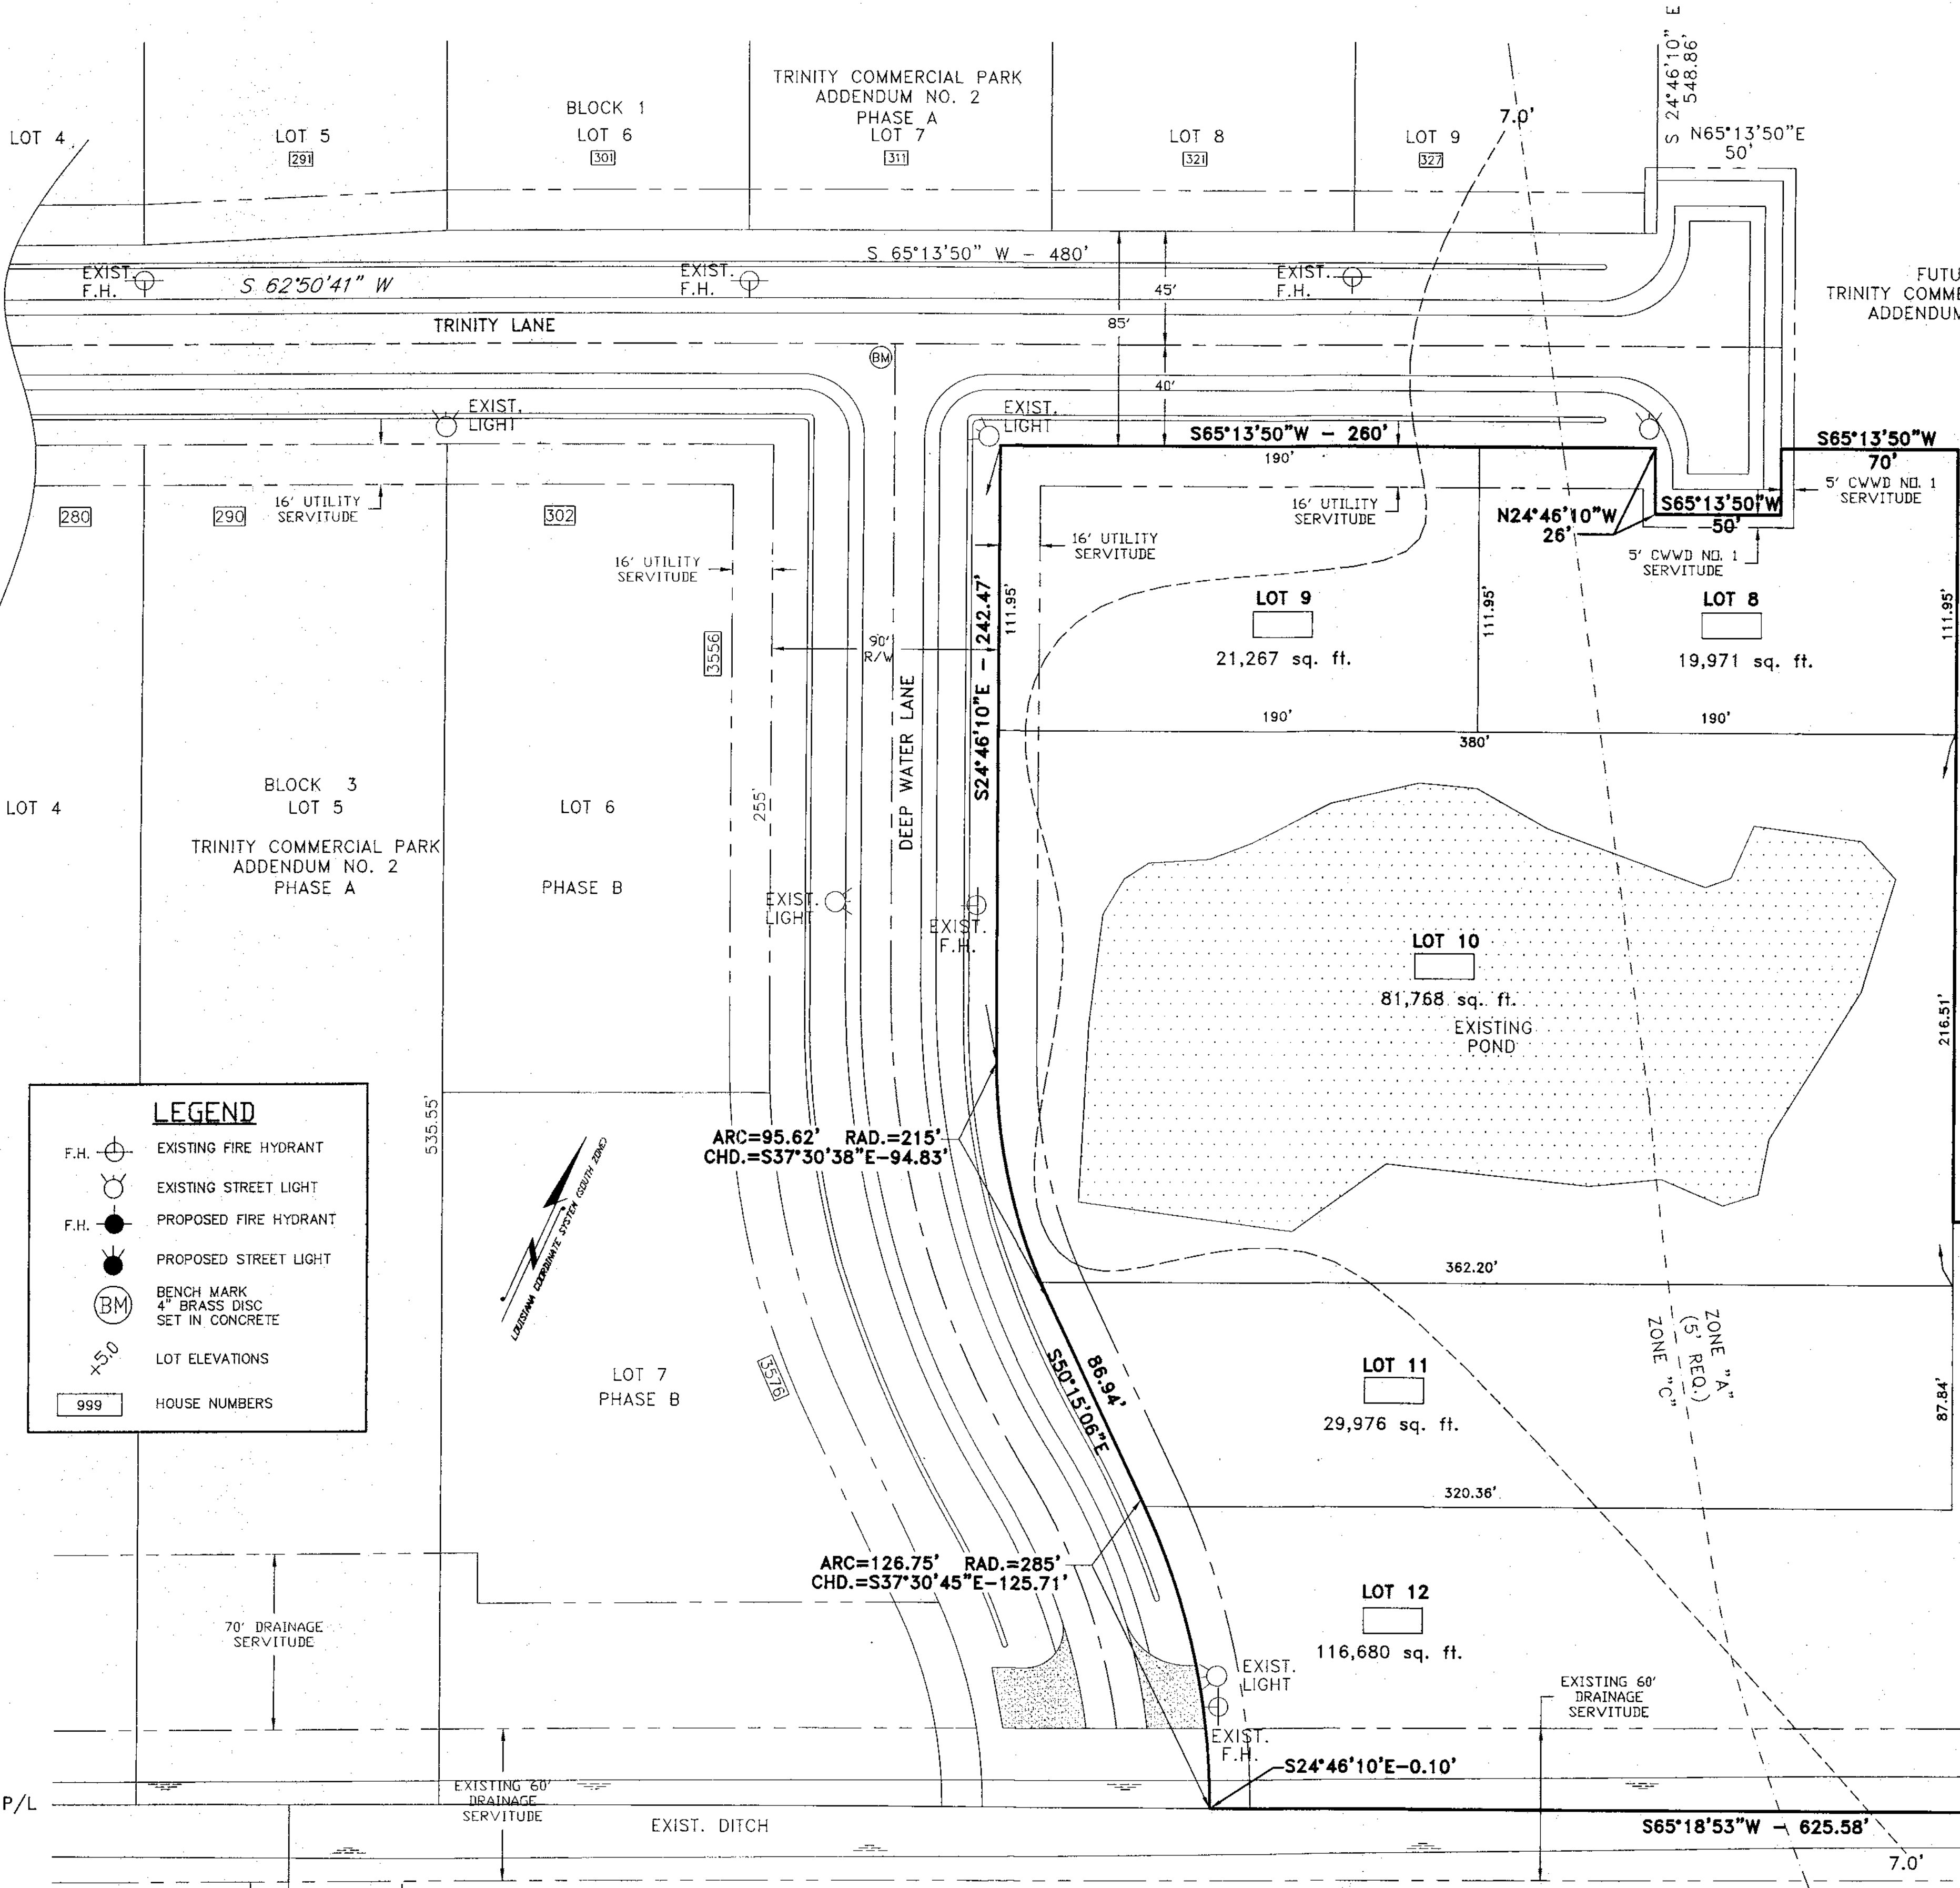 S 24°46'10" E
548.86'
N65°13'50"E
50'
TRINITY COMMERCIAL PARK
ADDENDUM NO. 2
PHASE A
LOT 7
311
BLOCK 1
LOT 6
301
LOT 4
LOT 5
291
LOT 8
321
LOT 9
327
7.0'
S 65°13'50" W - 480'
EXIST.
F.H.
S 62°50'41" W
EXIST.
F.H.
EXIST.
F.H.
45'
85'
40'
TRINITY LANE
BM
TRINITY COMME
ADDENDUM
EXIST.
LIGHT
EXIST.
LIGHT
S65°13'50"W - 260'
190'
S65°13'50"W
70'
5' CWWD NO. 1
SERVITUDE
S65°13'50"W
50'
N24°46'10"W
26'
5' CWWD NO. 1
SERVITUDE
280
290
16' UTILITY
SERVITUDE
302
16' UTILITY
SERVITUDE
16' UTILITY
SERVITUDE
16' UTILITY
SERVITUDE
3556
90'
R/W
S24°46'10"E - 242.47'
111.95'
111.95'
111.95'
LOT 9
21,267 sq. ft.
LOT 8
19,971 sq. ft.
190'
190'
380'
DEEP WATER LANE
255'
LOT 4
BLOCK 3
LOT 5
TRINITY COMMERCIAL PARK
ADDENDUM NO. 2
PHASE A
LOT 6
PHASE B
EXIST.
LIGHT
EXIST.
F.H.
LOT 10
81,768 sq. ft.
EXISTING
POND
216.51'
LEGEND
F.H. EXISTING FIRE HYDRANT
EXISTING STREET LIGHT
F.H. PROPOSED FIRE HYDRANT
PROPOSED STREET LIGHT
BM BENCH MARK
4" BRASS DISC
SET IN CONCRETE
+5.0 LOT ELEVATIONS
999 HOUSE NUMBERS
535.55'
ARC=95.62' RAD.=215'
CHD.=S37°30'38"E-94.83'
LOUISIANA COORDINATE SYSTEM (SOUTH ZONE)
362.20'
LOT 7
PHASE B
3576
S50°15'06"E
86.94'
LOT 11
29,976 sq. ft.
ZONE "A"
(5' REQ.)
ZONE "C"
87.84'
320.36'
ARC=126.75' RAD.=285'
CHD.=S37°30'45"E-125.71'
LOT 12
116,680 sq. ft.
70' DRAINAGE
SERVITUDE
EXIST.
LIGHT
EXIST.
F.H.
EXISTING 60'
DRAINAGE
SERVITUDE
S24°46'10'E-0.10'
P/L
EXISTING 60'
DRAINAGE
SERVITUDE
EXIST. DITCH
S65°18'53"W - 625.58'
7.0'